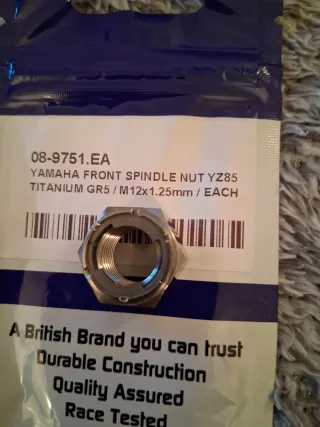 08-9751.EA
YAMAHA FRONT SPINDLE NUT YZ85
TITANIUM GR5 / M12x1.25mm / EACH
A British Brand you can trust
Durable Construction
Quality Assured
Race Tested